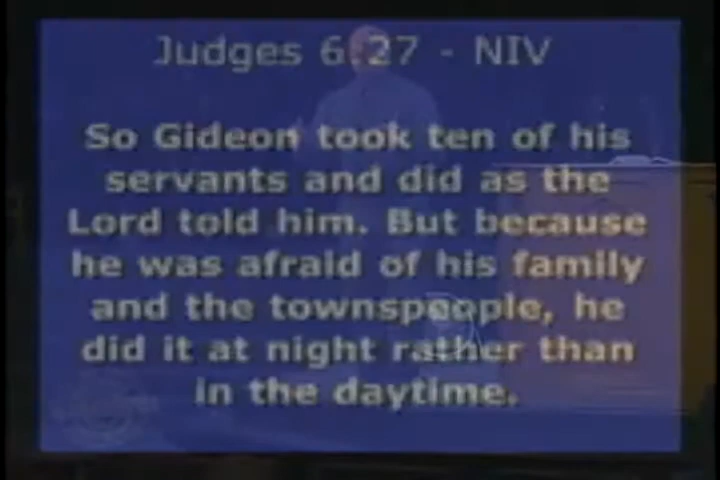 Judges 6:27 - NIV
So Gideon took ten of his
servants and did as the
Lord told him. But because
he was afraid of his family
and the townspeople, he
did it at night rather than
in the daytime.